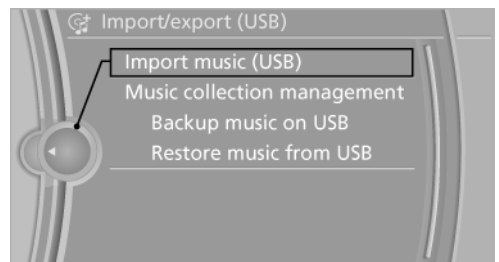 Import/export (USB)
Import music (USB)
Music collection management
Backup music on USB
Restore music from USB